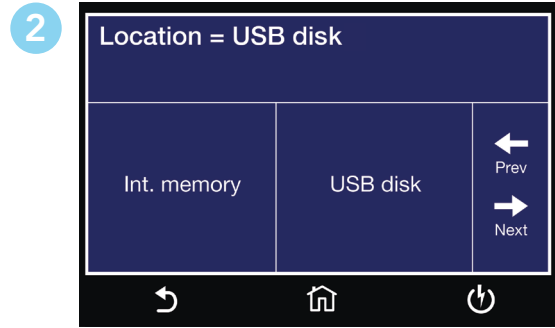 2
Location = USB disk
Int. memory
USB disk
Prev
Next